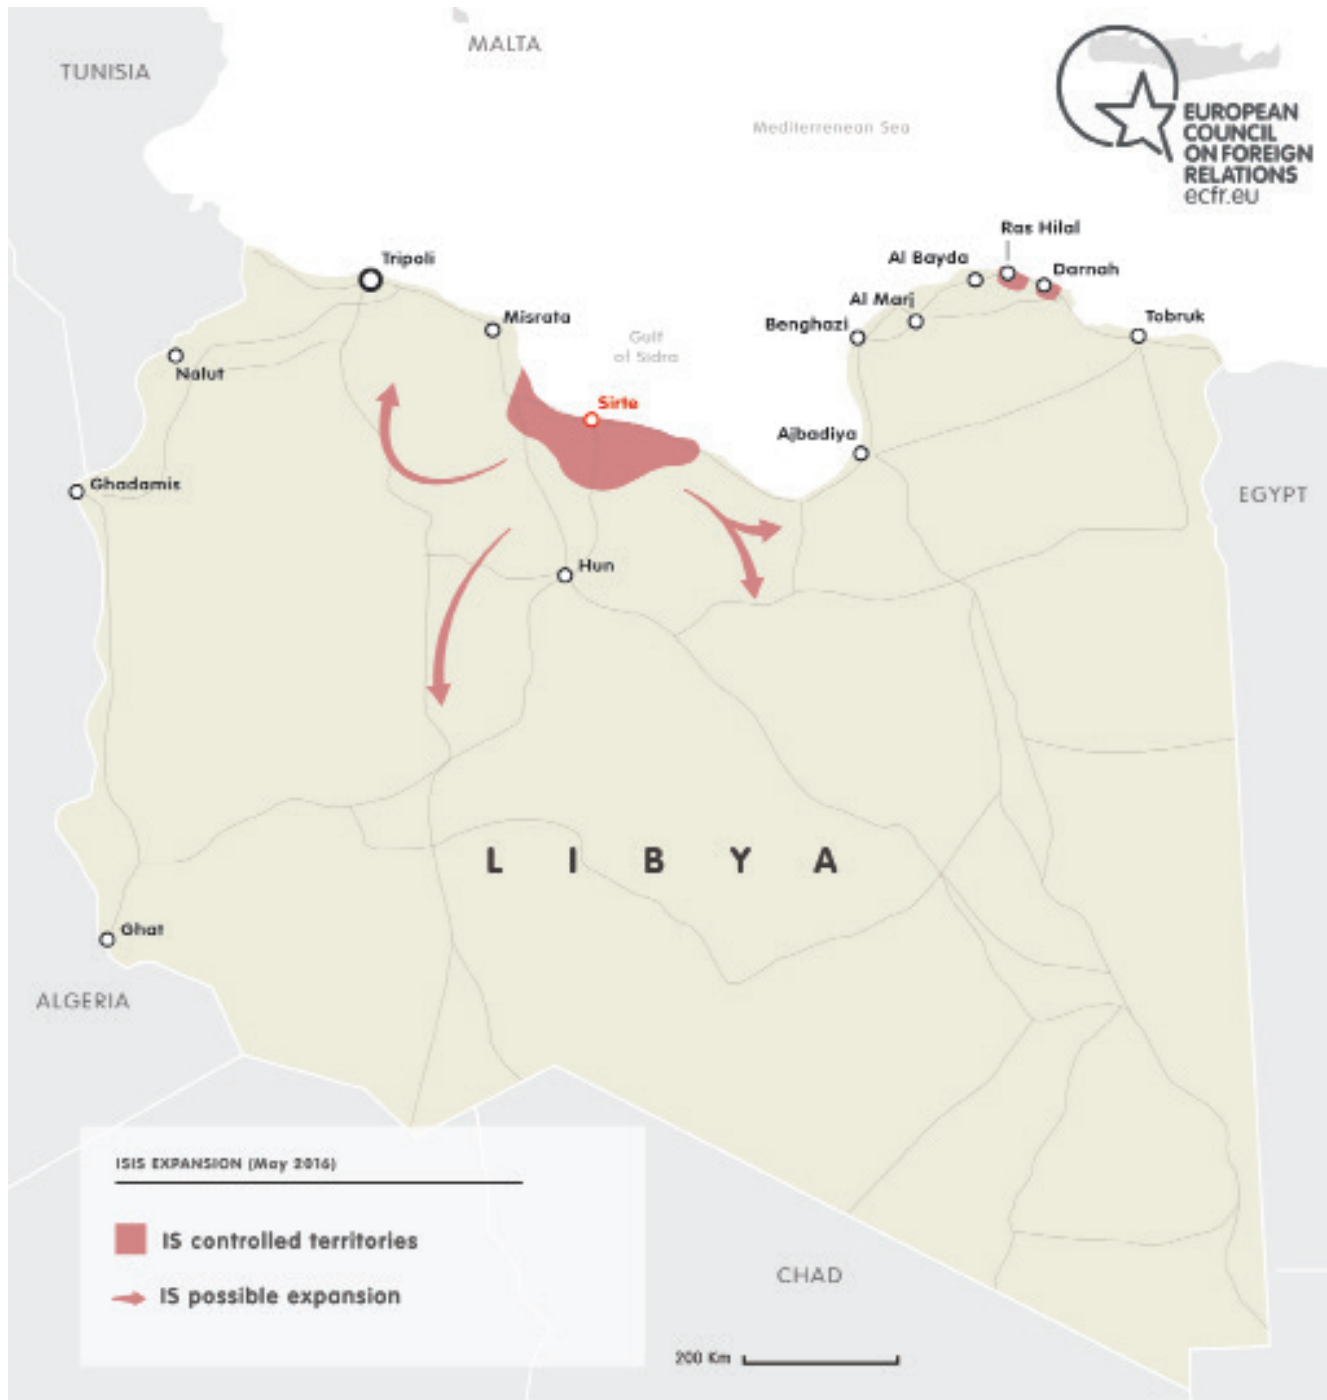 MALTA
TUNISIA
Mediterrenean Sea
EUROPEAN
COUNCIL
ON FOREIGN
RELATIONS
ecfr.eu
Ras Hilal
Tripoli
Al Bayda
Darnah
Al Marj
Misrata
Benghazi
Tobruk
Gulf
of Sidra
Nalut
Sirte
Ajbadiya
Ghadamis
EGYPT
Hun
LIBYA
Ghat
ALGERIA
ISIS EXPANSION (May 2016)
IS controlled territories
IS possible expansion
CHAD
200 Km